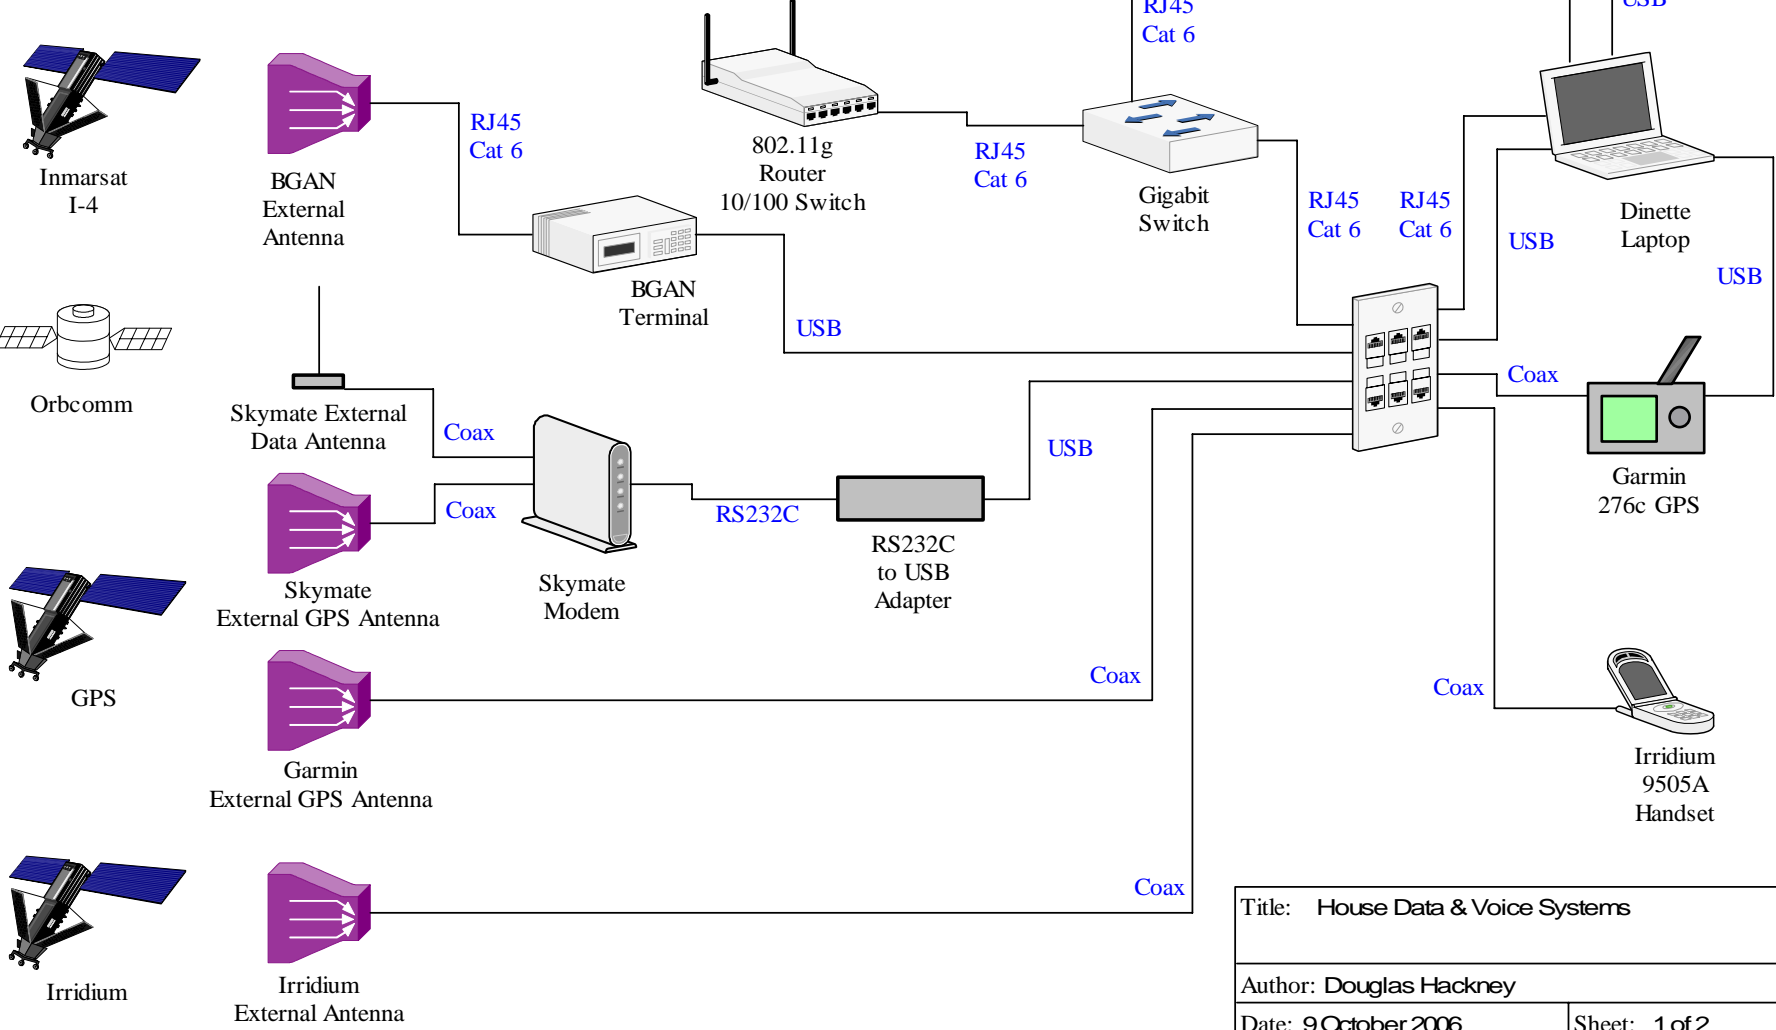 RJ45
Cat 6
USB
Inmarsat
I-4
BGAN
External
Antenna
RJ45
Cat 6
802.11g
Router
10/100 Switch
RJ45
Cat 6
Gigabit
Switch
RJ45
Cat 6
RJ45
Cat 6
USB
Dinette
Laptop
USB
BGAN
Terminal
USB
Orbcomm
Skymate External
Data Antenna
Coax
Coax
Skymate
External GPS Antenna
Skymate
Modem
RS232C
RS232C
to USB
Adapter
USB
Coax
Garmin
276c GPS
GPS
Garmin
External GPS Antenna
Coax
Coax
Irridium
9505A
Handset
Irridium
Irridium
External Antenna
Coax
Title: House Data & Voice Systems
Author: Douglas Hackney
Date: 9 October 2006
Sheet: 1 of 2